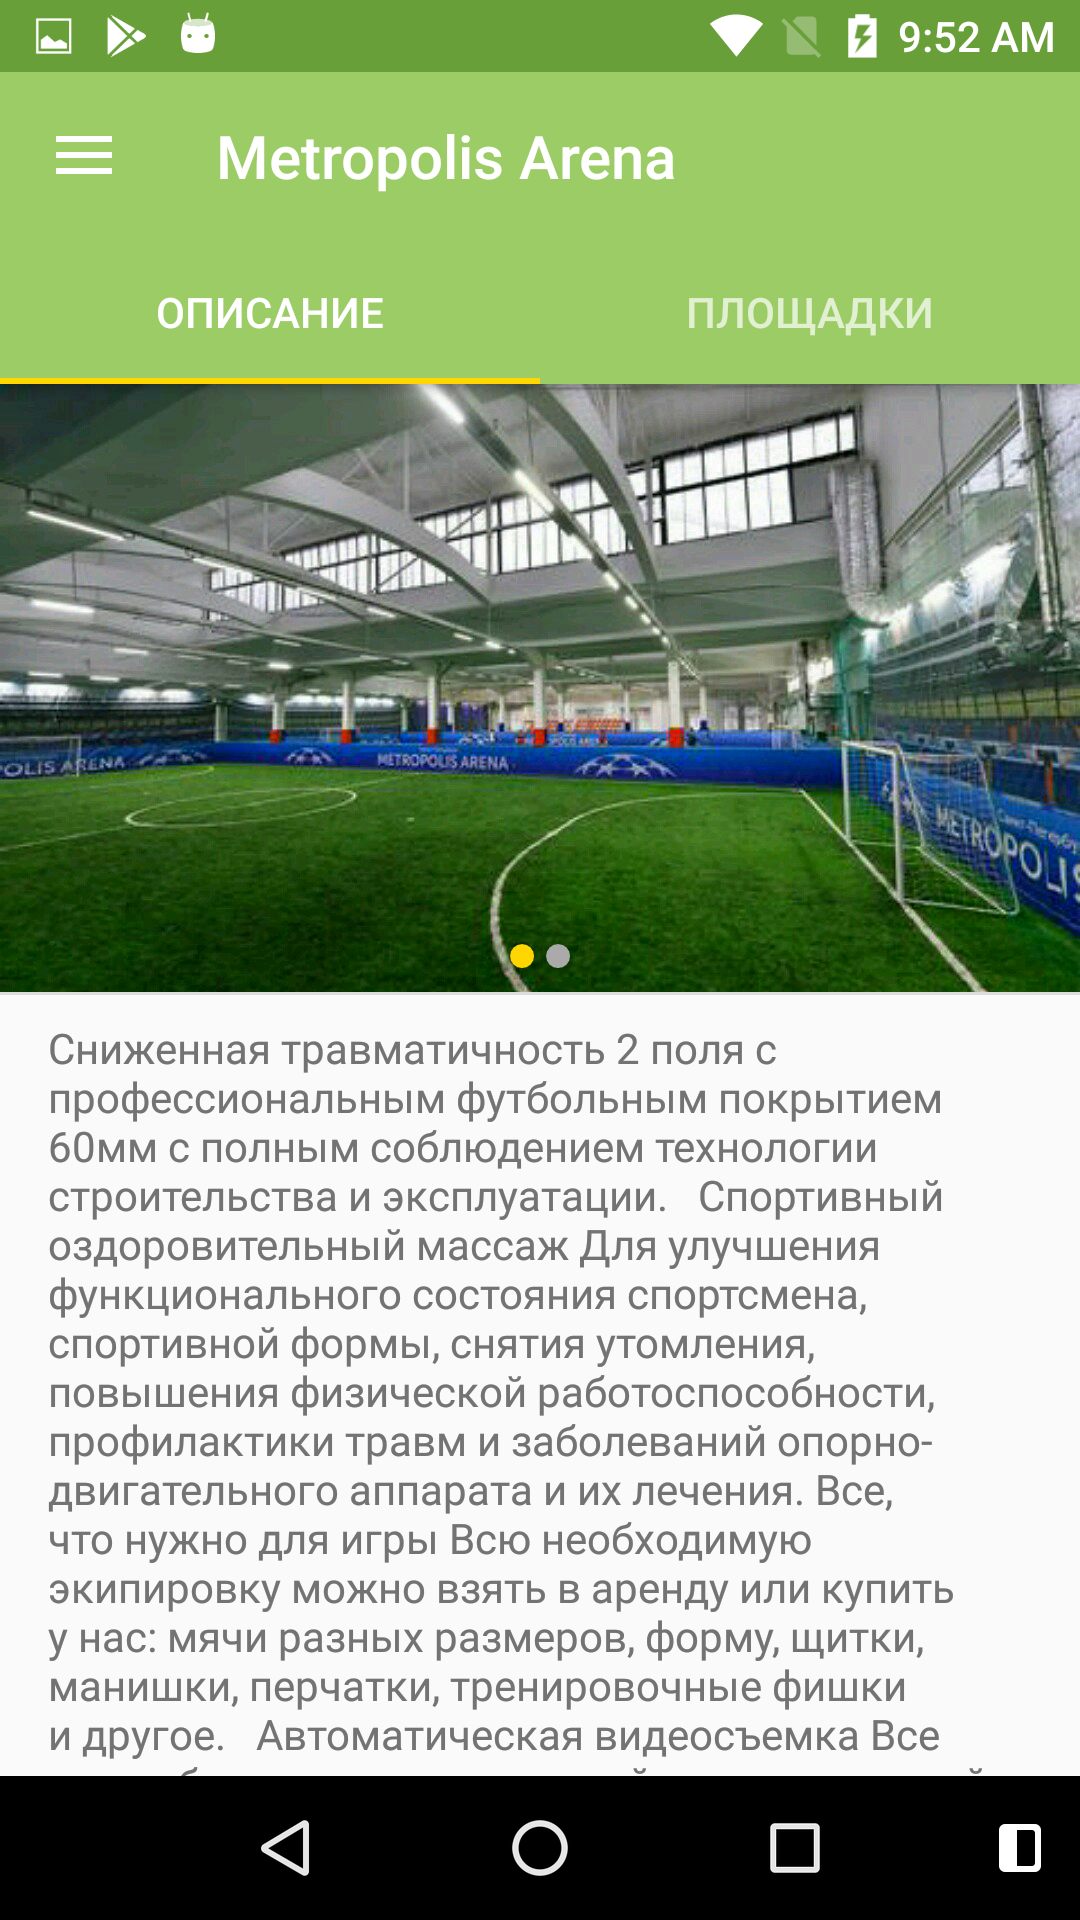 9:52 AM
Metropolis Arena
ОПИСАНИЕ
ПЛОЩАДКИ
POLIS ARENA
METROPOLIS ARENA
METROPOLIS
Сниженная травматичность 2 поля с
профессиональным футбольным покрытием
60мм с полным соблюдением технологии
строительства и эксплуатации.   Спортивный
оздоровительный массаж Для улучшения
функционального состояния спортсмена,
спортивной формы, снятия утомления,
повышения физической работоспособности,
профилактики травм и заболеваний опорно-
двигательного аппарата и их лечения. Все,
что нужно для игры Всю необходимую
экипировку можно взять в аренду или купить
у нас: мячи разных размеров, форму, щитки,
манишки, перчатки, тренировочные фишки
и другое.   Автоматическая видеосъемка Все